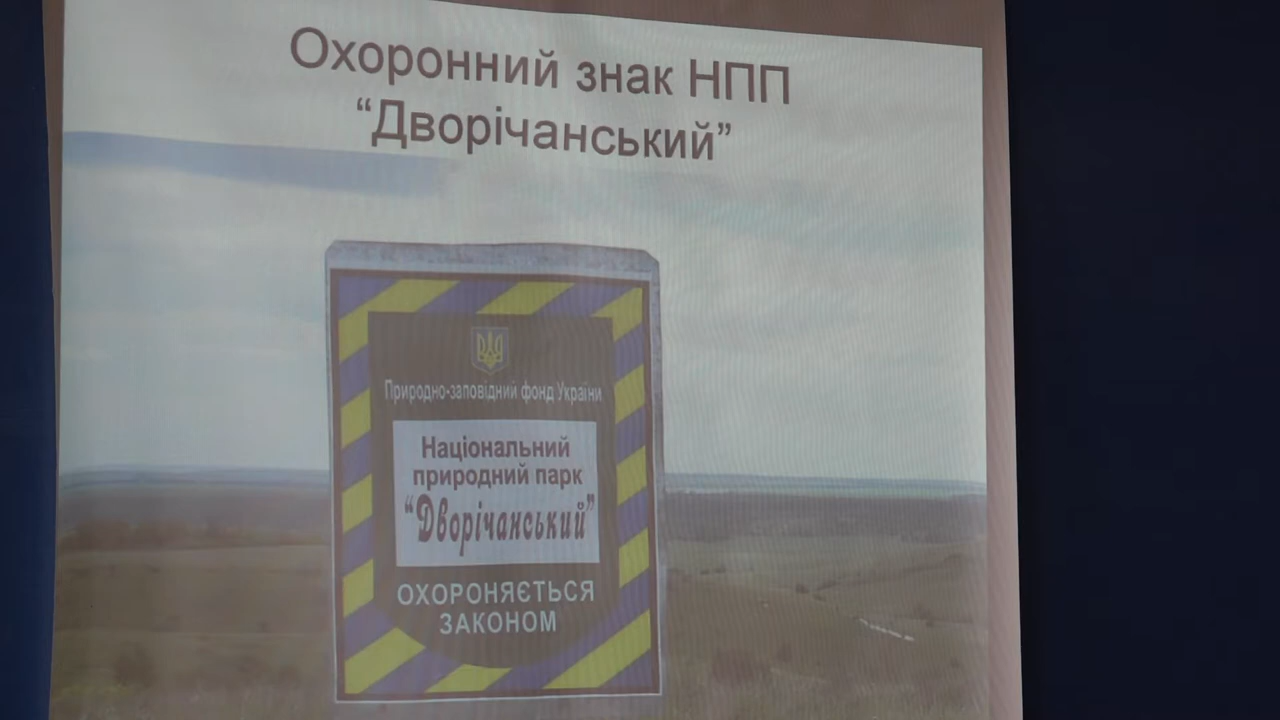 Охоронний знак НПП
“Дворічанський”
Природно-заповідний фонд України
Національний
природний парк
“Дворічанський”
ОХОРОНЯЄТЬСЯ
ЗАКОНОМ